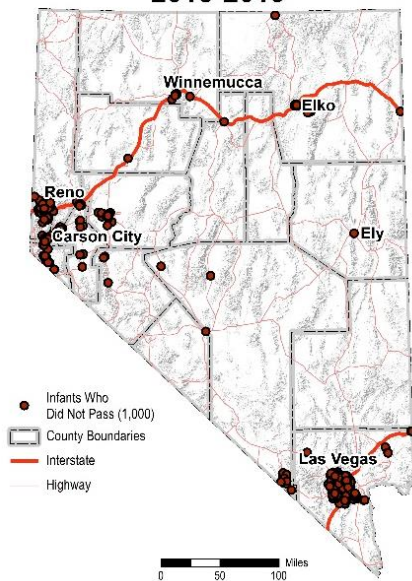 Winnemucca
Elko
Reno
Carson City
Ely
Infants Who
Did Not Pass (1,000)
County Boundaries
Interstate
Highway
Las Vegas
Miles
0 50 100